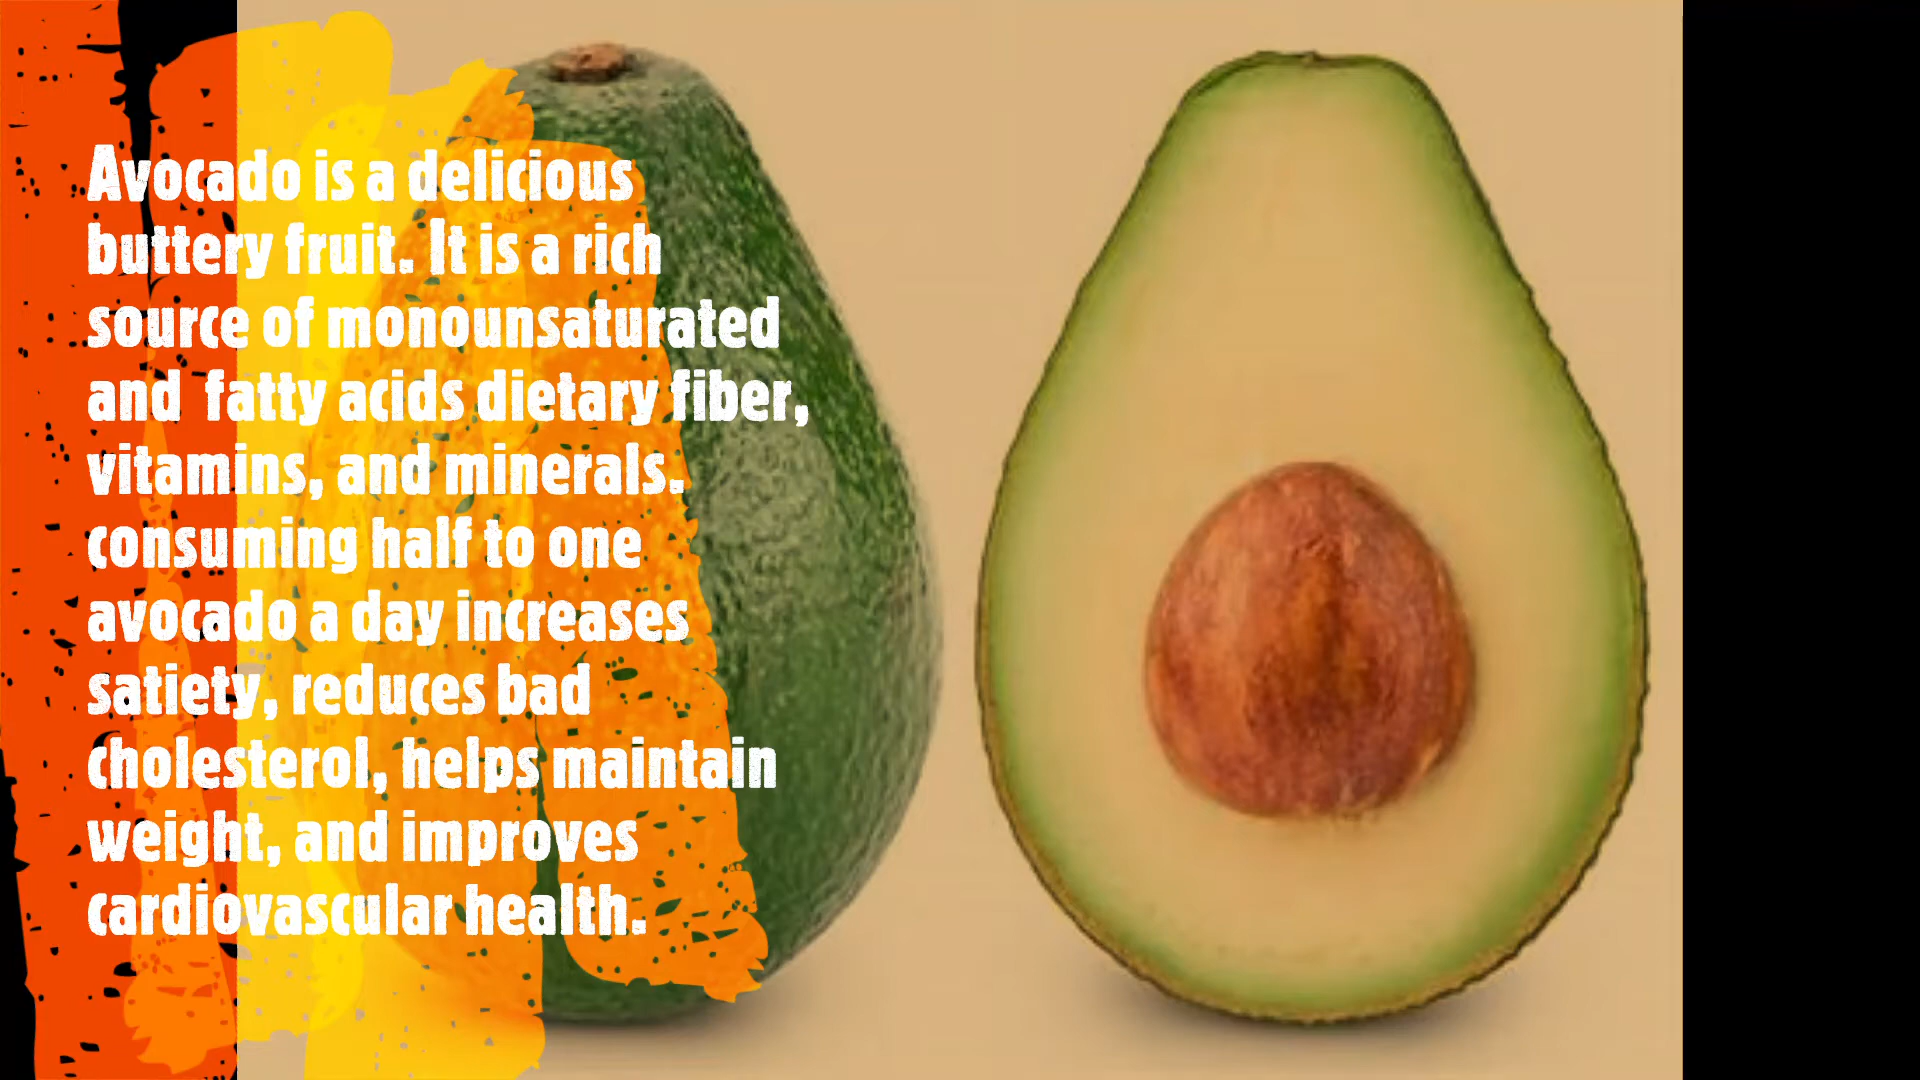 Avocado is a delicious
buttery fruit. It is a rich
source of monounsaturated
and  fatty acids dietary fiber,
vitamins, and minerals.
consuming half to one
avocado a day increases
satiety, reduces bad
cholesterol, helps maintain
weight, and improves
cardiovascular health.